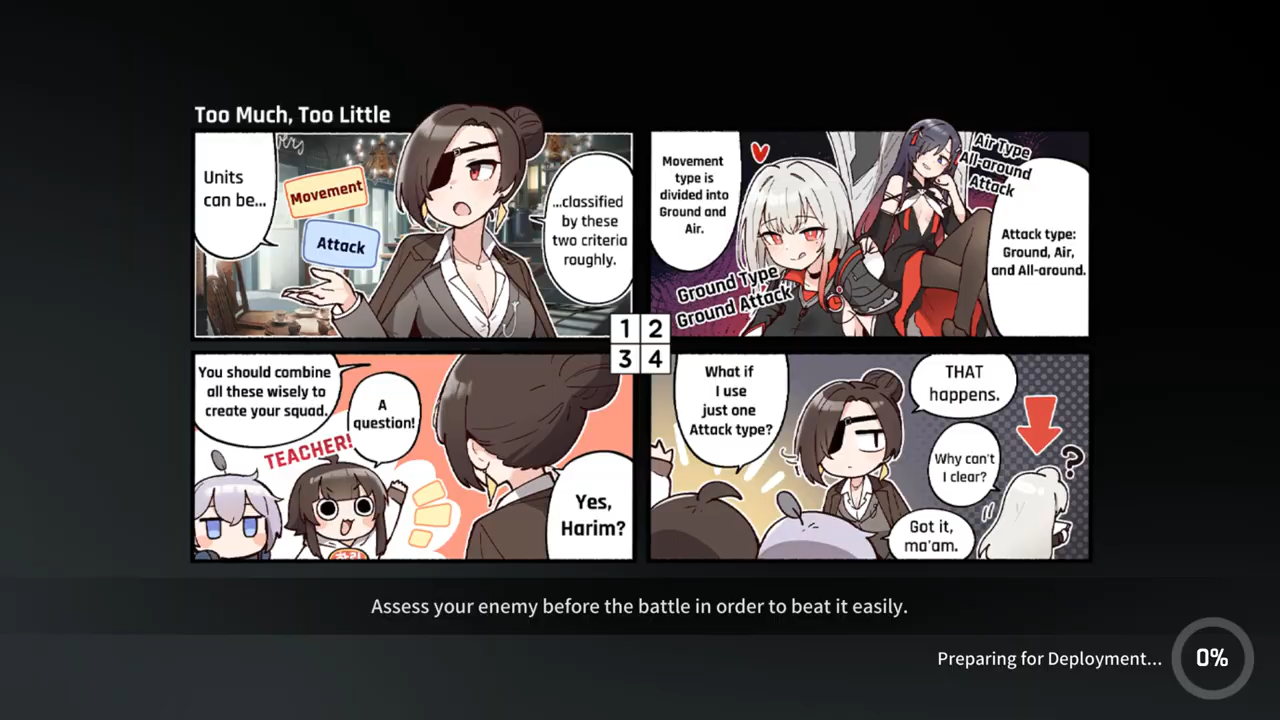 Too Much, Too Little
Units
can be...
Movement
Attack
...classified
by these
two criteria
roughly.
Movement
type is
divided into
Ground and
Air.
Ground Type
Ground Attack
Air Type
All-around
Attack
Attack type:
Ground, Air,
and All-around.
1 2
3 4
You should combine
all these wisely to
create your squad.
TEACHER!
A
question!
Yes,
Harim?
What if
I use
just one
Attack type?
THAT
happens.
Why can't
I clear?
?
Got it,
ma'am.
Assess your enemy before the battle in order to beat it easily.
Preparing for Deployment...
0%